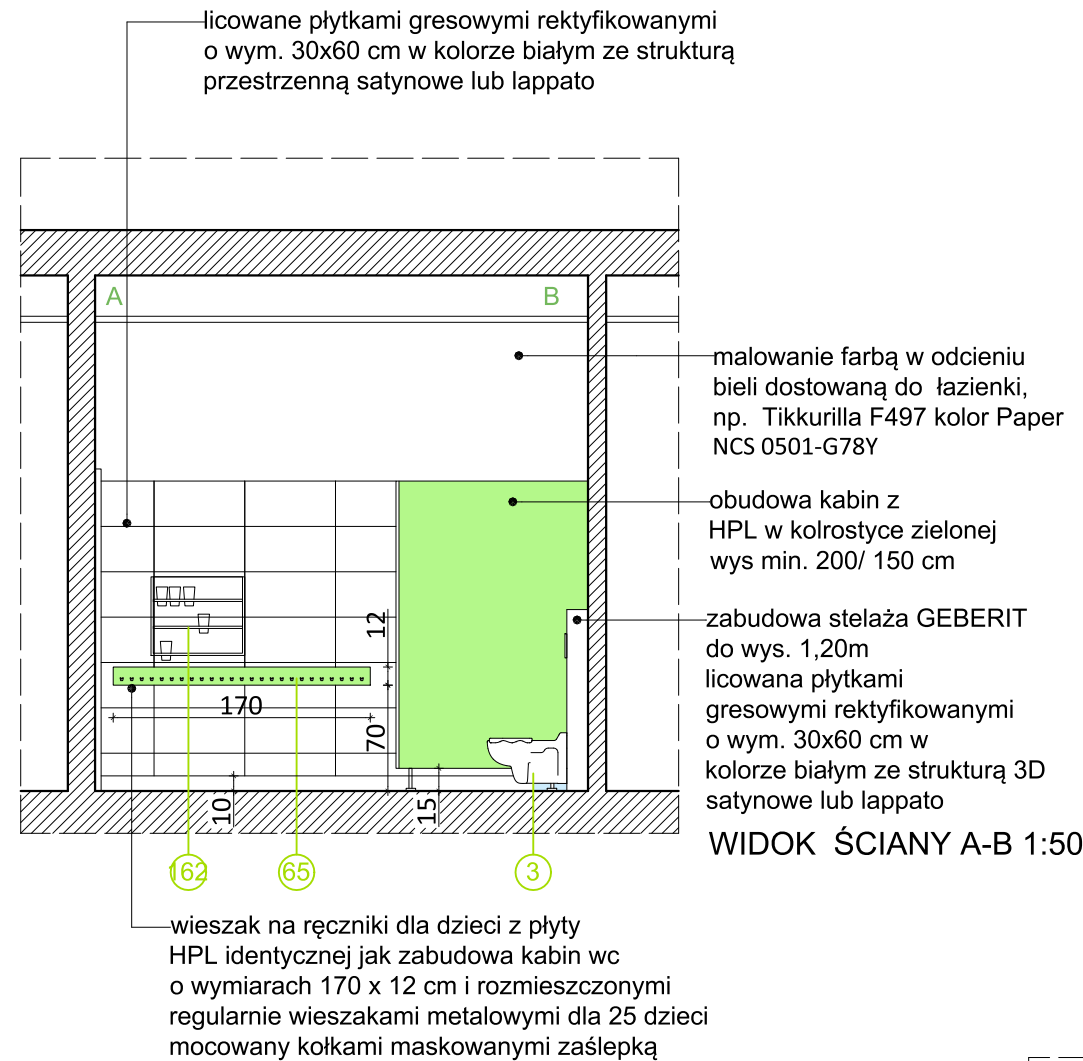 licowane płytkami gresowymi rektyfikowanymi
o wym. 30x60 cm w kolorze białym ze strukturą
przestrzenną satynowe lub lappato
A
B
malowanie farbą w odcieniu
bieli dostowaną do łazienki,
np. Tikkurilla F497 kolor Paper
NCS 0501-G78Y
obudowa kabin z
HPL w kolrostyce zielonej
wys min. 200/ 150 cm
zabudowa stelaża GEBERIT
do wys. 1,20m
licowana płytkami
gresowymi rektyfikowanymi
o wym. 30x60 cm w
kolorze białym ze strukturą 3D
satynowe lub lappato
12
170
70
10
15
WIDOK ŚCIANY A-B 1:50
162
65
3
wieszak na ręczniki dla dzieci z płyty
HPL identycznej jak zabudowa kabin wc
o wymiarach 170 x 12 cm i rozmieszczonymi
regularnie wieszakami metalowymi dla 25 dzieci
mocowany kołkami maskowanymi zaślepką